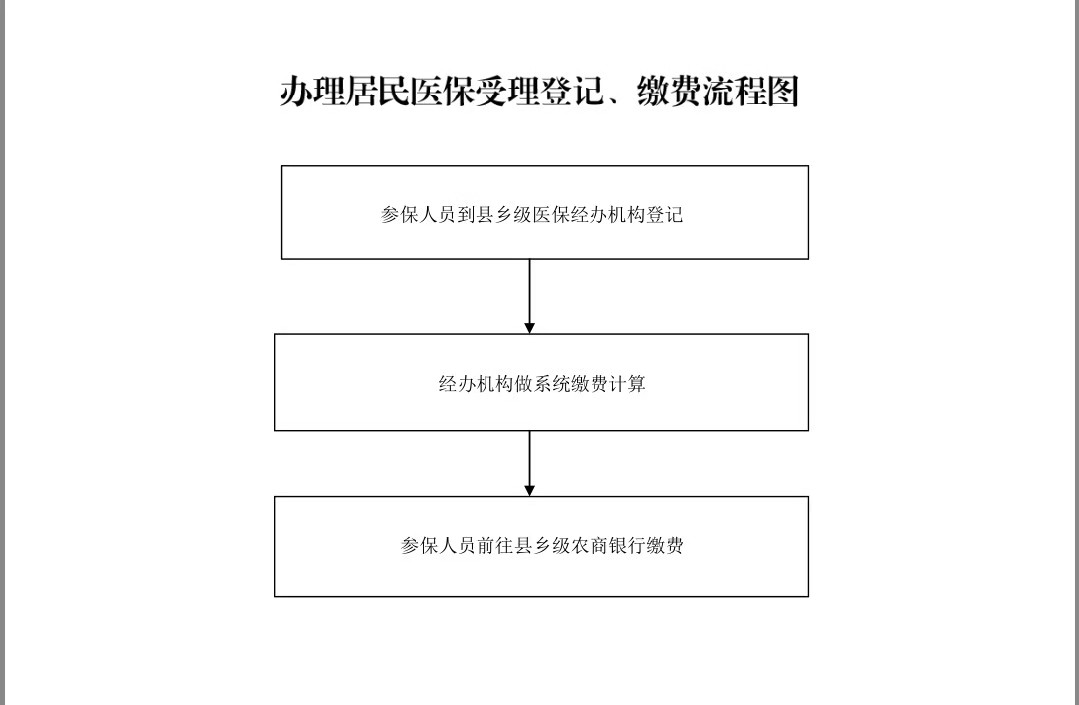 办理居民医保受理登记、缴费流程图
参保人员到县乡级医保经办机构登记
经办机构做系统缴费计算
参保人员前往县乡级农商银行缴费